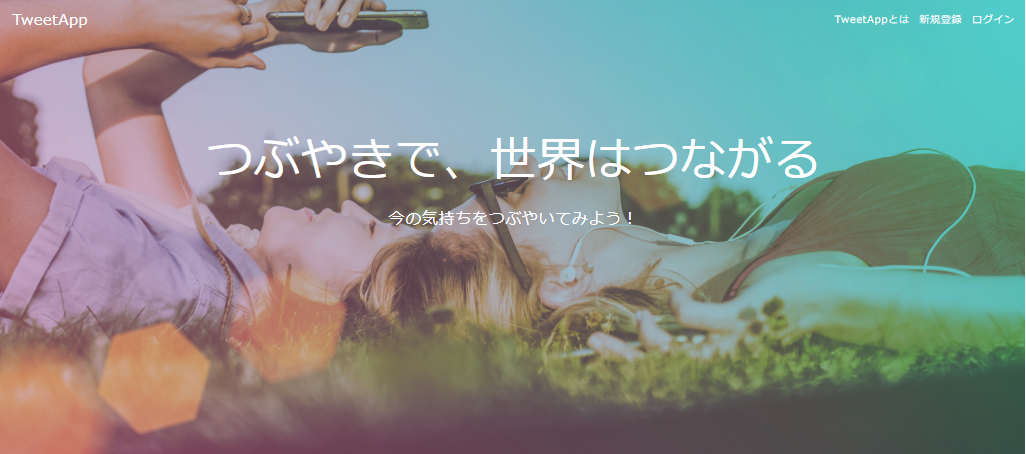 TweetApp
TweetAppとは 新規登録 ログイン
つぶやきで、世界はつながる
今の気持ちをつぶやいてみよう！